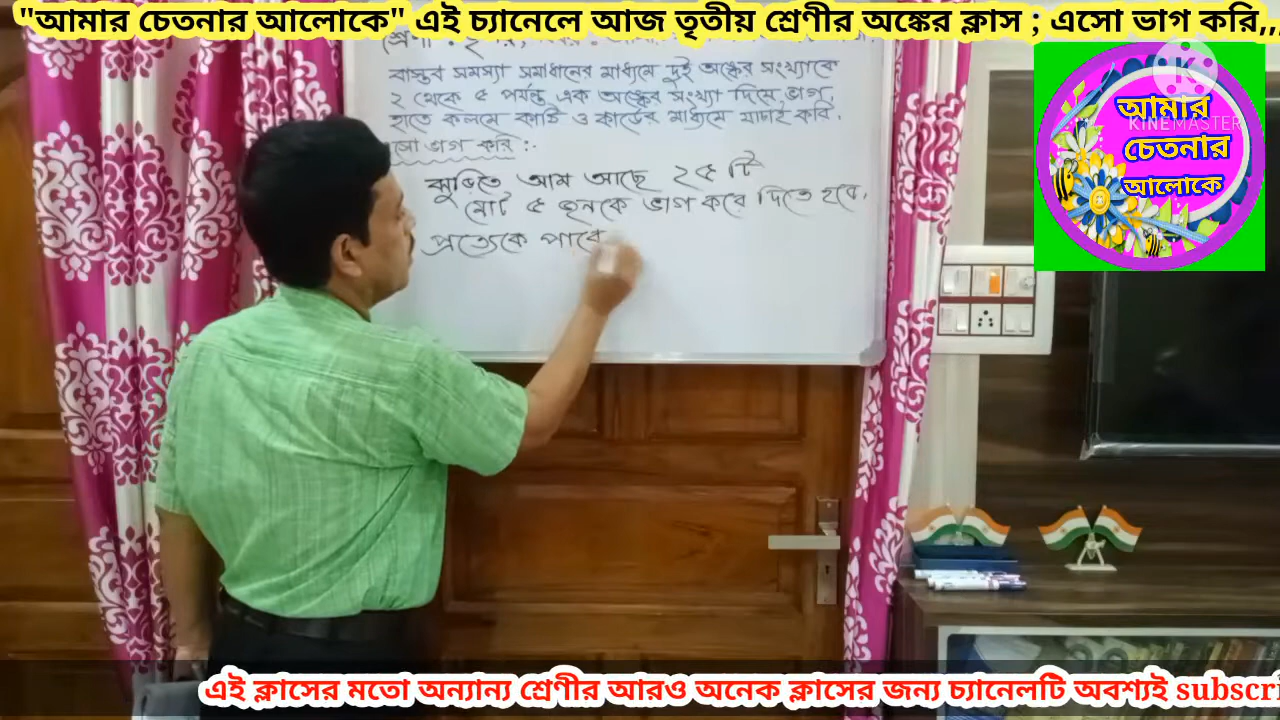 "আমার চেতনার আলোকে" এই চ্যানেলে আজ তৃতীয় শ্রেণীর অঙ্কের ক্লাস ; এসো ভাগ করি,,,
শ্রেণী :
বাস্তব সমস্যা সমাধানের মাধ্যমে দুই অঙ্কের সংখ্যাকে
২ থেকে ৫ পর্যন্ত এক অঙ্কের সংখ্যা দিয়ে ভাগ,
হাতে কলমে কাঠি ও কার্ডের মাধ্যমে যাচাই করি.
সো ভাগ করি :-
ঝুড়িতে আম আছে ২৫ টি
মোট ৫ জনকে ভাগ করে দিতে হবে.
প্রত্যেকে পাবে
K
KINEMASTER
আমার
চেতনার
আলোকে
এই ক্লাসের মতো অন্যান্য শ্রেণীর আরও অনেক ক্লাসের জন্য চ্যানেলটি অবশ্যই subscri